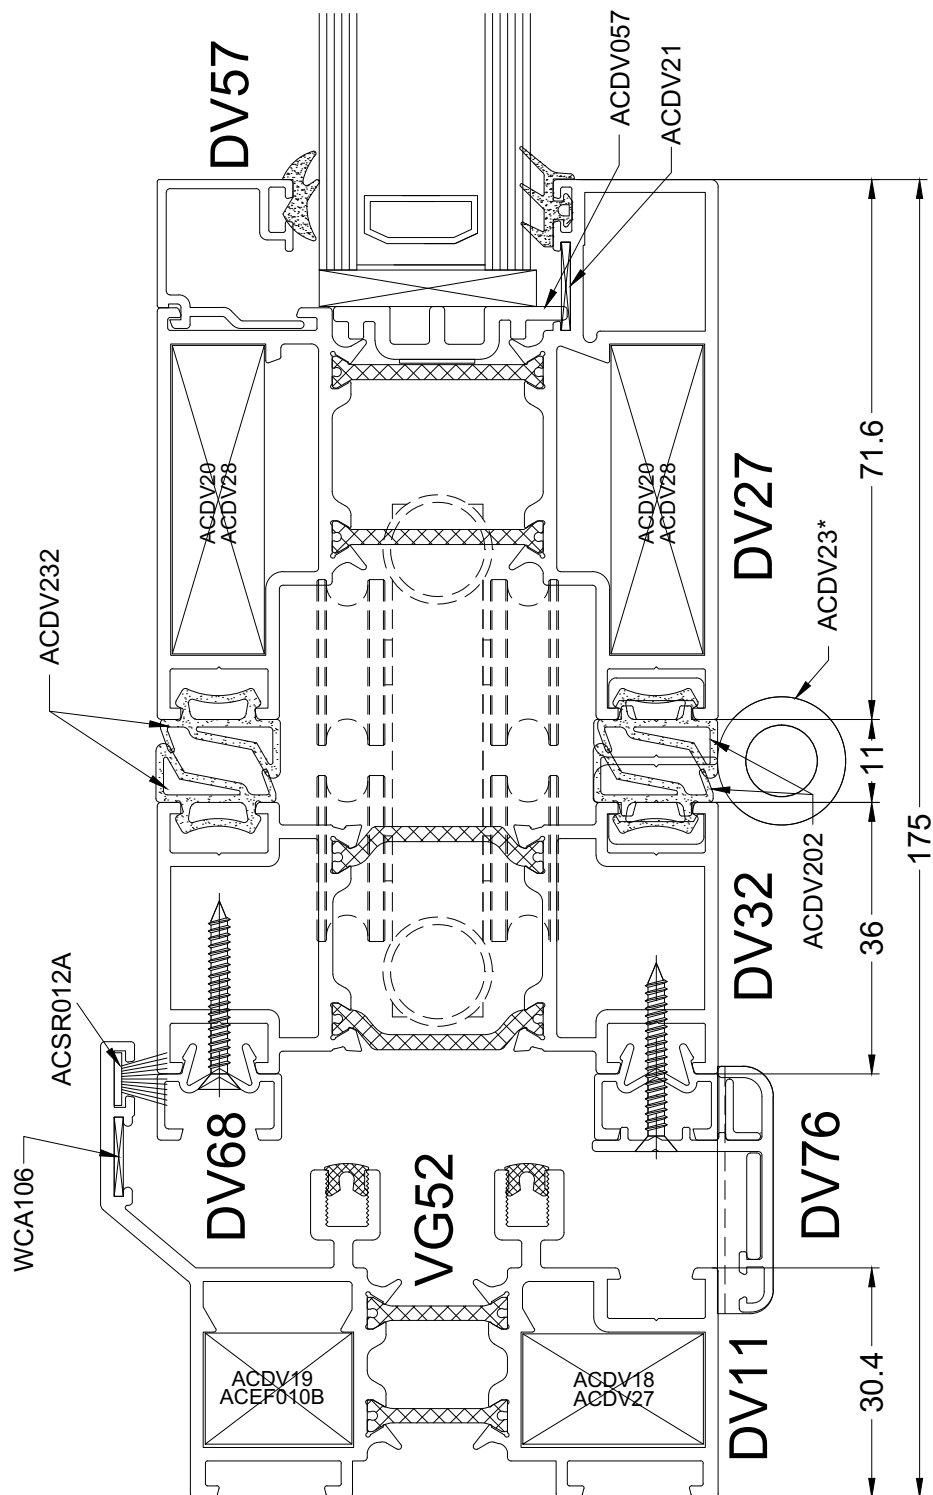 DV57
ACDV057
ACDV21
ACDV20
ACDV28
ACDV20
ACDV28
DV27
71.6
ACDV232
ACDV23*
11
175
ACDV202
DV32
36
ACSR012A
WCA106
DV68
VG52
DV76
ACDV19
ACEF010B
ACDV18
ACDV27
DV11
30.4